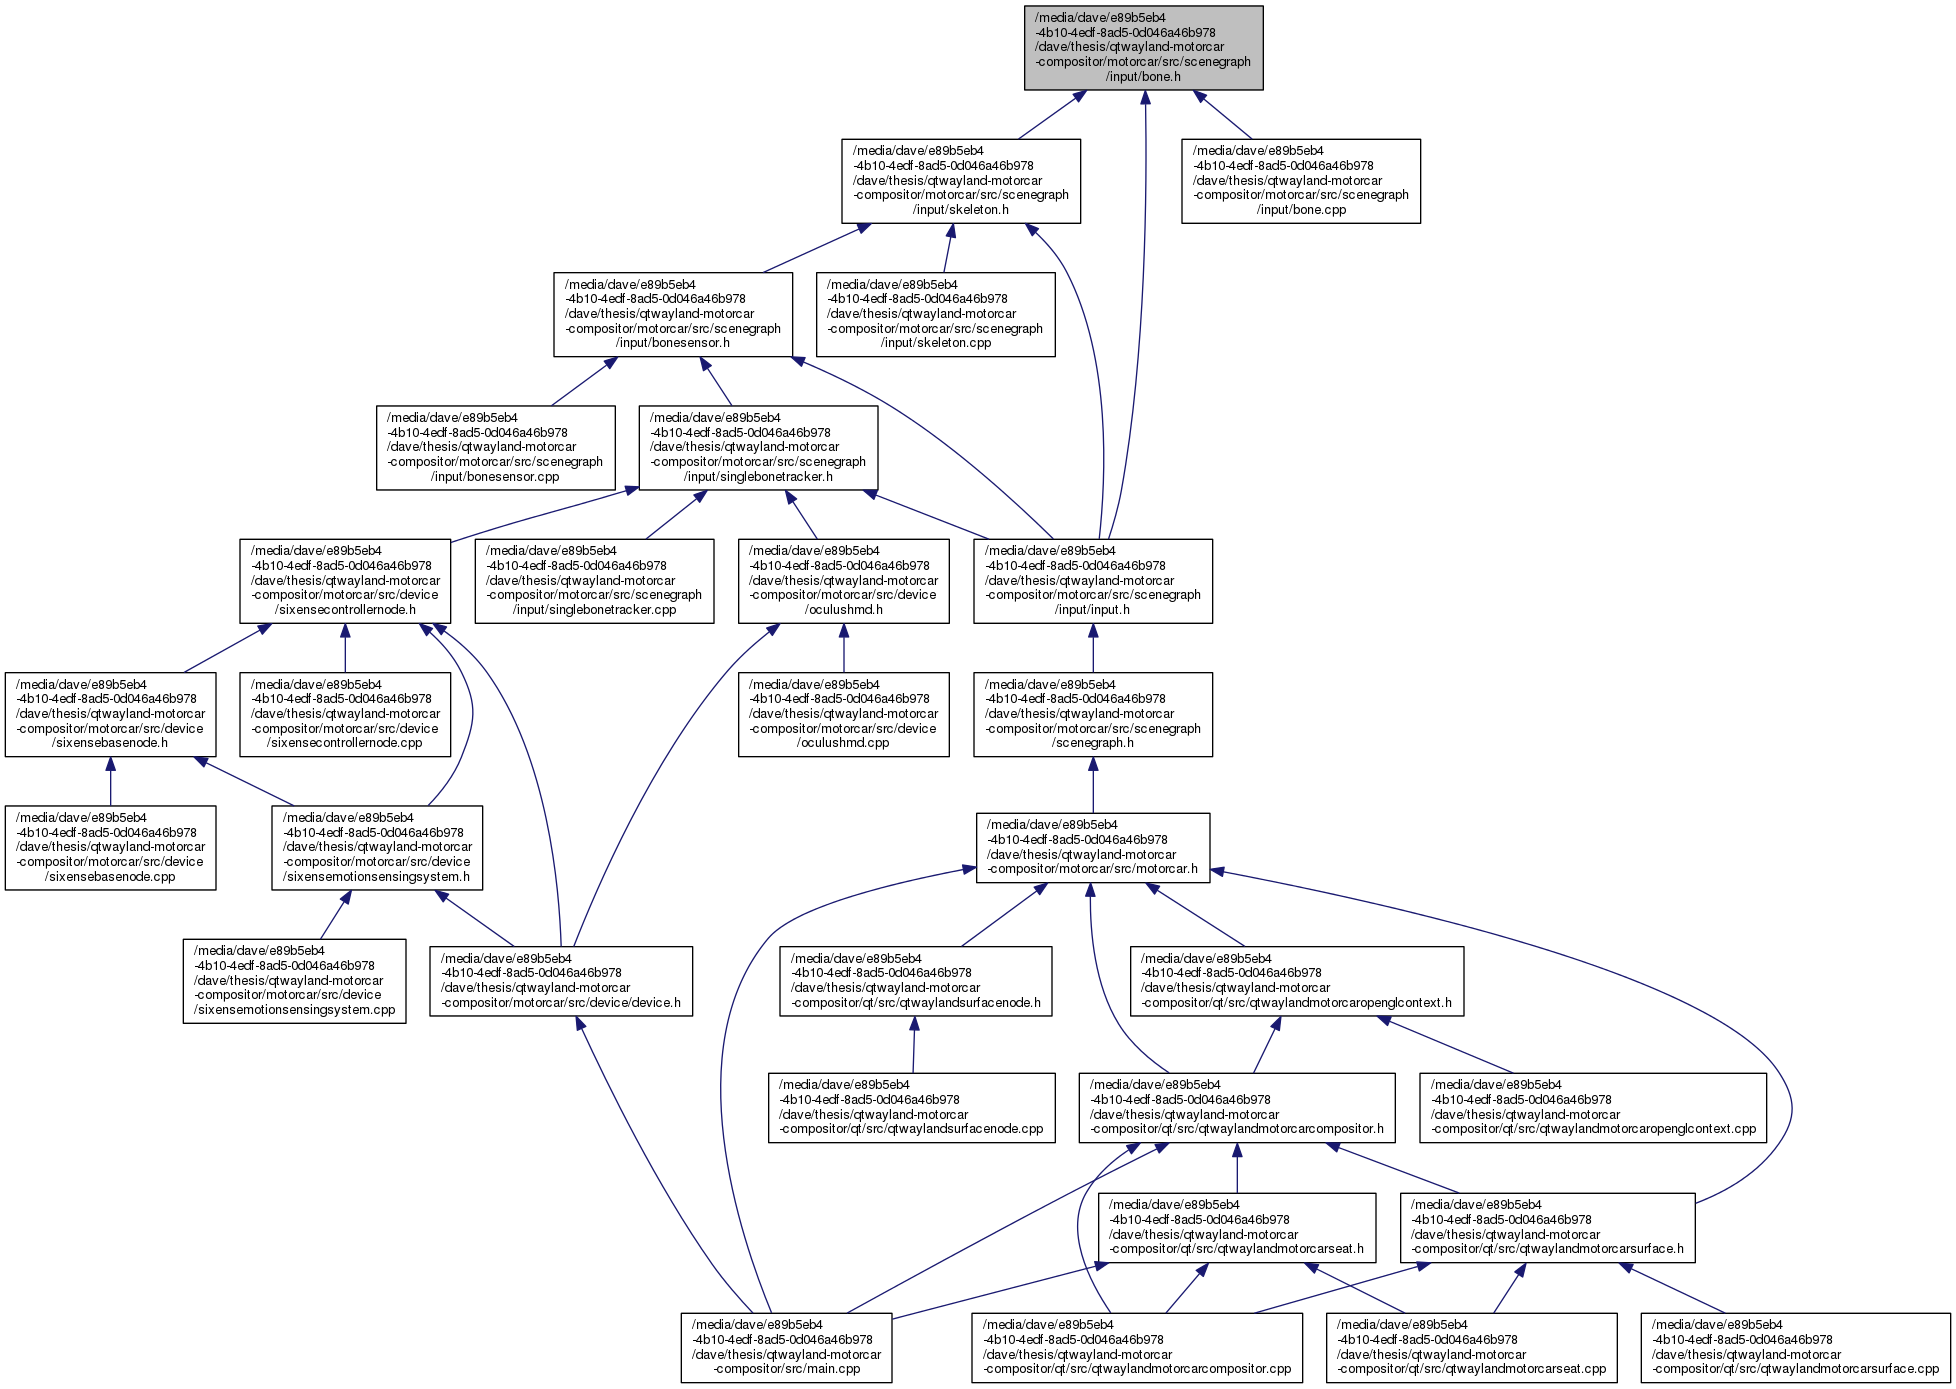 /media/dave/e89b5eb4
-4b10-4edf-8ad5-0d046a46b978
/dave/thesis/qtwayland-motorcar
-compositor/motorcar/src/scenegraph
/input/bone.h
/media/dave/e89b5eb4
-4b10-4edf-8ad5-0d046a46b978
/dave/thesis/qtwayland-motorcar
-compositor/motorcar/src/scenegraph
/input/skeleton.h
/media/dave/e89b5eb4
-4b10-4edf-8ad5-0d046a46b978
/dave/thesis/qtwayland-motorcar
-compositor/motorcar/src/scenegraph
/input/bone.cpp
/media/dave/e89b5eb4
-4b10-4edf-8ad5-0d046a46b978
/dave/thesis/qtwayland-motorcar
-compositor/motorcar/src/scenegraph
/input/bonesensor.h
/media/dave/e89b5eb4
-4b10-4edf-8ad5-0d046a46b978
/dave/thesis/qtwayland-motorcar
-compositor/motorcar/src/scenegraph
/input/skeleton.cpp
/media/dave/e89b5eb4
-4b10-4edf-8ad5-0d046a46b978
/dave/thesis/qtwayland-motorcar
-compositor/motorcar/src/scenegraph
/input/bonesensor.cpp
/media/dave/e89b5eb4
-4b10-4edf-8ad5-0d046a46b978
/dave/thesis/qtwayland-motorcar
-compositor/motorcar/src/scenegraph
/input/singlebonetracker.h
/media/dave/e89b5eb4
-4b10-4edf-8ad5-0d046a46b978
/dave/thesis/qtwayland-motorcar
-compositor/motorcar/src/device
/sixensecontrollernode.h
/media/dave/e89b5eb4
-4b10-4edf-8ad5-0d046a46b978
/dave/thesis/qtwayland-motorcar
-compositor/motorcar/src/scenegraph
/input/singlebonetracker.cpp
/media/dave/e89b5eb4
-4b10-4edf-8ad5-0d046a46b978
/dave/thesis/qtwayland-motorcar
-compositor/motorcar/src/device
/oculushmd.h
/media/dave/e89b5eb4
-4b10-4edf-8ad5-0d046a46b978
/dave/thesis/qtwayland-motorcar
-compositor/motorcar/src/scenegraph
/input/input.h
/media/dave/e89b5eb4
-4b10-4edf-8ad5-0d046a46b978
/dave/thesis/qtwayland-motorcar
-compositor/motorcar/src/device
/sixensebasenode.h
/media/dave/e89b5eb4
-4b10-4edf-8ad5-0d046a46b978
/dave/thesis/qtwayland-motorcar
-compositor/motorcar/src/device
/sixensecontrollernode.cpp
/media/dave/e89b5eb4
-4b10-4edf-8ad5-0d046a46b978
/dave/thesis/qtwayland-motorcar
-compositor/motorcar/src/device
/oculushmd.cpp
/media/dave/e89b5eb4
-4b10-4edf-8ad5-0d046a46b978
/dave/thesis/qtwayland-motorcar
-compositor/motorcar/src/scenegraph
/scenegraph.h
/media/dave/e89b5eb4
-4b10-4edf-8ad5-0d046a46b978
/dave/thesis/qtwayland-motorcar
-compositor/motorcar/src/device
/sixensebasenode.cpp
/media/dave/e89b5eb4
-4b10-4edf-8ad5-0d046a46b978
/dave/thesis/qtwayland-motorcar
-compositor/motorcar/src/device
/sixensemotionsensingsystem.h
/media/dave/e89b5eb4
-4b10-4edf-8ad5-0d046a46b978
/dave/thesis/qtwayland-motorcar
-compositor/motorcar/src/motorcar.h
/media/dave/e89b5eb4
-4b10-4edf-8ad5-0d046a46b978
/dave/thesis/qtwayland-motorcar
-compositor/motorcar/src/device
/sixensemotionsensingsystem.cpp
/media/dave/e89b5eb4
-4b10-4edf-8ad5-0d046a46b978
/dave/thesis/qtwayland-motorcar
-compositor/motorcar/src/device/device.h
/media/dave/e89b5eb4
-4b10-4edf-8ad5-0d046a46b978
/dave/thesis/qtwayland-motorcar
-compositor/qt/src/qtwaylandsurfacenode.h
/media/dave/e89b5eb4
-4b10-4edf-8ad5-0d046a46b978
/dave/thesis/qtwayland-motorcar
-compositor/qt/src/qtwaylandmotorcaropenglcontext.h
/media/dave/e89b5eb4
-4b10-4edf-8ad5-0d046a46b978
/dave/thesis/qtwayland-motorcar
-compositor/qt/src/qtwaylandsurfacenode.cpp
/media/dave/e89b5eb4
-4b10-4edf-8ad5-0d046a46b978
/dave/thesis/qtwayland-motorcar
-compositor/qt/src/qtwaylandmotorcarcompositor.h
/media/dave/e89b5eb4
-4b10-4edf-8ad5-0d046a46b978
/dave/thesis/qtwayland-motorcar
-compositor/qt/src/qtwaylandmotorcaropenglcontext.cpp
/media/dave/e89b5eb4
-4b10-4edf-8ad5-0d046a46b978
/dave/thesis/qtwayland-motorcar
-compositor/qt/src/qtwaylandmotorcarseat.h
/media/dave/e89b5eb4
-4b10-4edf-8ad5-0d046a46b978
/dave/thesis/qtwayland-motorcar
-compositor/qt/src/qtwaylandmotorcarsurface.h
/media/dave/e89b5eb4
-4b10-4edf-8ad5-0d046a46b978
/dave/thesis/qtwayland-motorcar
-compositor/src/main.cpp
/media/dave/e89b5eb4
-4b10-4edf-8ad5-0d046a46b978
/dave/thesis/qtwayland-motorcar
-compositor/qt/src/qtwaylandmotorcarcompositor.cpp
/media/dave/e89b5eb4
-4b10-4edf-8ad5-0d046a46b978
/dave/thesis/qtwayland-motorcar
-compositor/qt/src/qtwaylandmotorcarseat.cpp
/media/dave/e89b5eb4
-4b10-4edf-8ad5-0d046a46b978
/dave/thesis/qtwayland-motorcar
-compositor/qt/src/qtwaylandmotorcarsurface.cpp